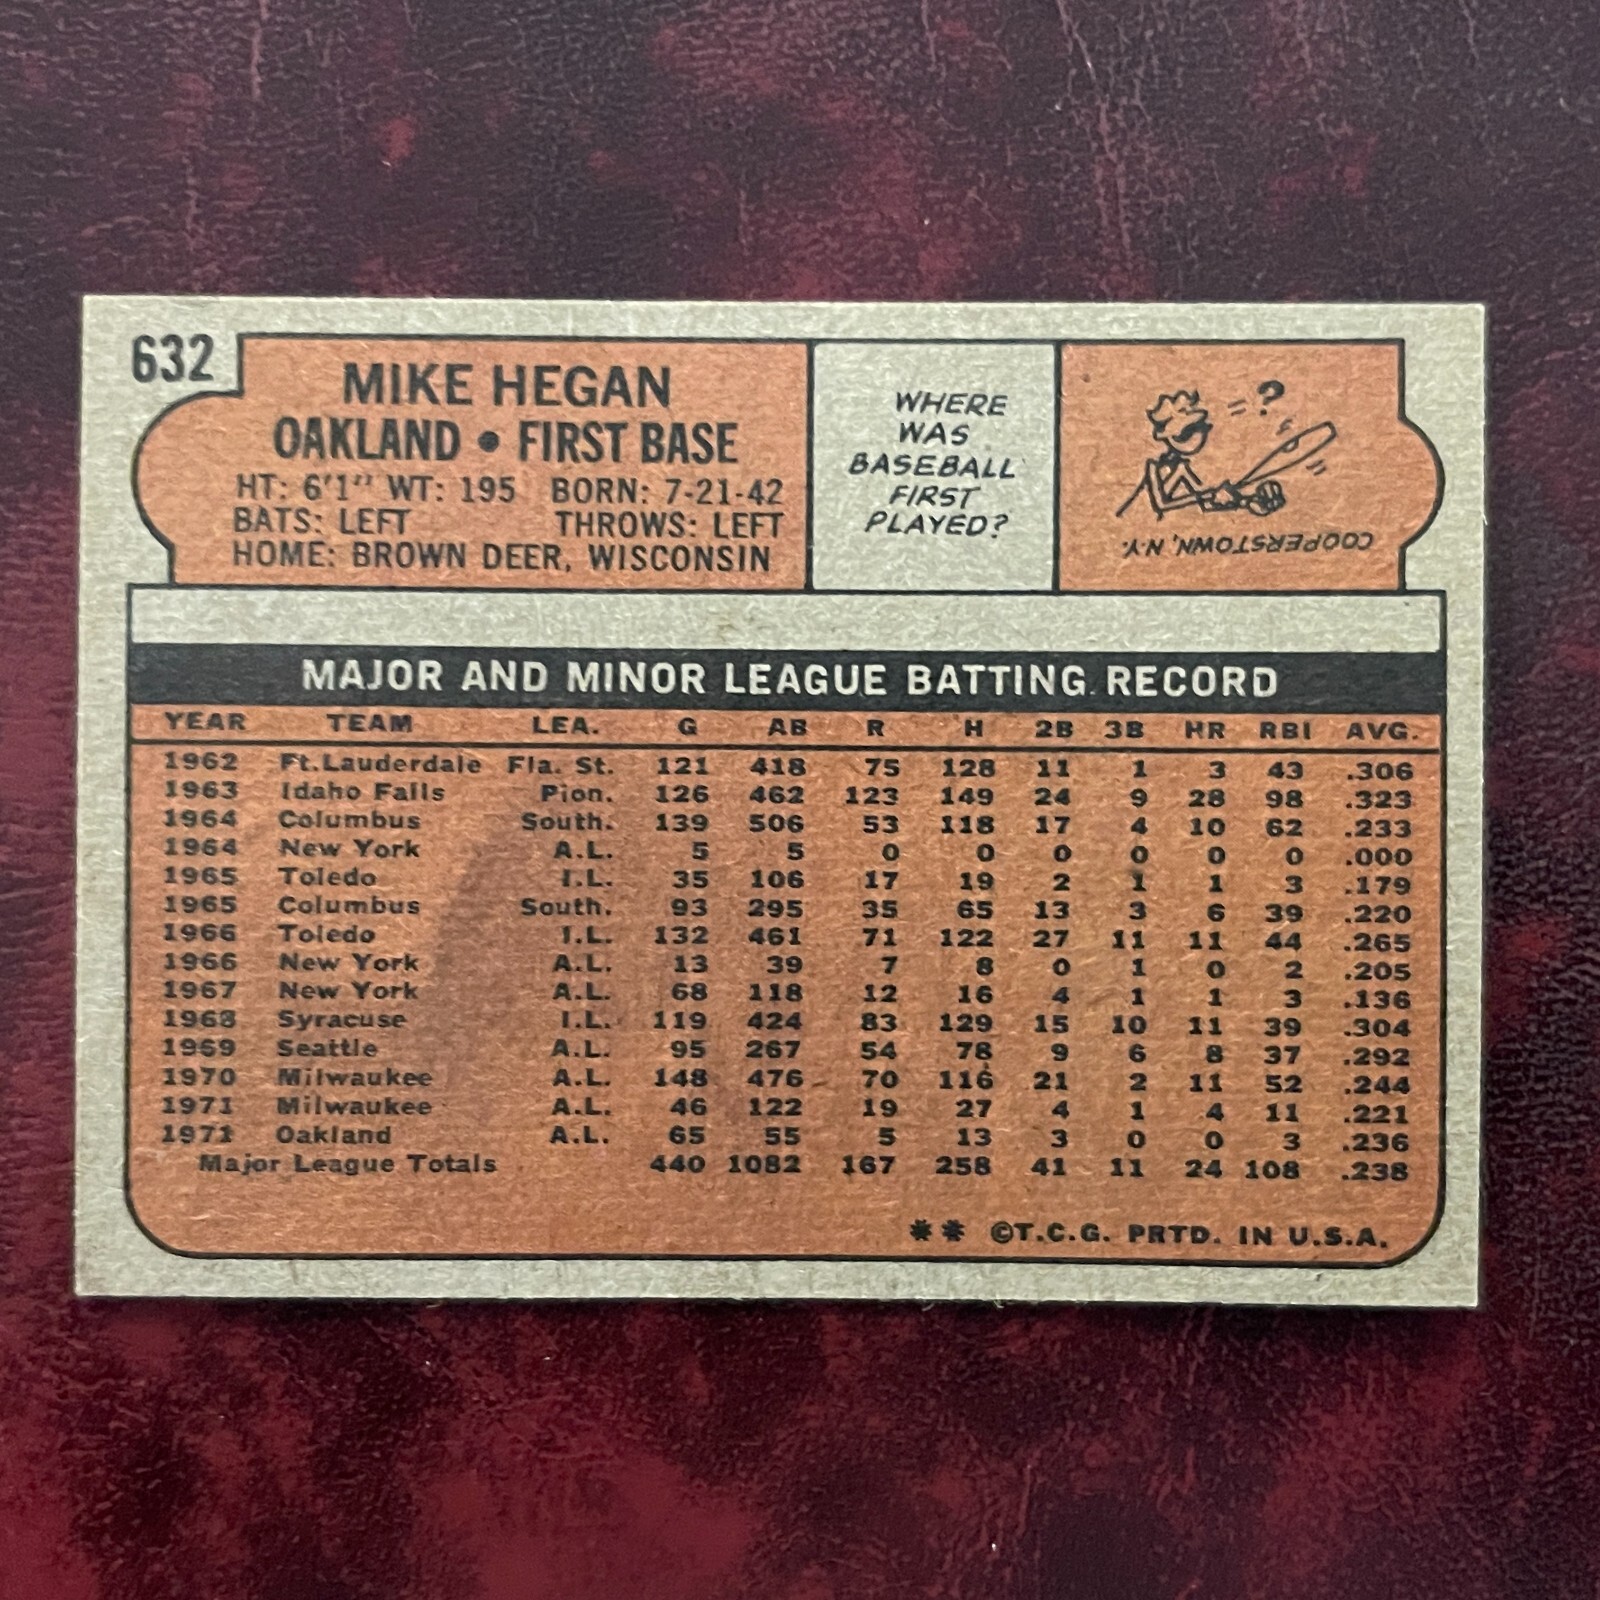 632
MIKE HEGAN
OAKLAND • FIRST BASE
HT: 6'1" WT: 195 BORN: 7-21-42
BATS: LEFT THROWS: LEFT
HOME: BROWN DEER, WISCONSIN
WHERE
WAS
BASEBALL
FIRST
PLAYED?
=?
COOPERSTOWN, N.Y.
MAJOR AND MINOR LEAGUE BATTING RECORD
YEAR TEAM LEA. G AB R H 2B 3B HR RBI AVG.
1962 Ft.Lauderdale Fla. St. 121 418 75 128 11 1 3 43 .306
1963 Idaho Falls Pion. 126 462 123 149 24 9 28 98 .323
1964 Columbus South. 139 506 53 118 17 4 10 62 .233
1964 New York A.L. 5 5 0 0 0 0 0 0 .000
1965 Toledo I.L. 35 106 17 19 2 1 1 3 .179
1965 Columbus South. 93 295 35 65 13 3 6 39 .220
1966 Toledo I.L. 132 461 71 122 27 11 11 44 .265
1966 New York A.L. 13 39 7 8 0 1 0 2 .205
1967 New York A.L. 68 118 12 16 4 1 1 3 .136
1968 Syracuse I.L. 119 424 83 129 15 10 11 39 .304
1969 Seattle A.L. 95 267 54 78 9 6 8 37 .292
1970 Milwaukee A.L. 148 476 70 116 21 2 11 52 .244
1971 Milwaukee A.L. 46 122 19 27 4 1 4 11 .221
1971 Oakland A.L. 65 55 5 13 3 0 0 3 .236
Major League Totals 440 1082 167 258 41 11 24 108 .238
** ©T.C.G. PRTD. IN U.S.A.